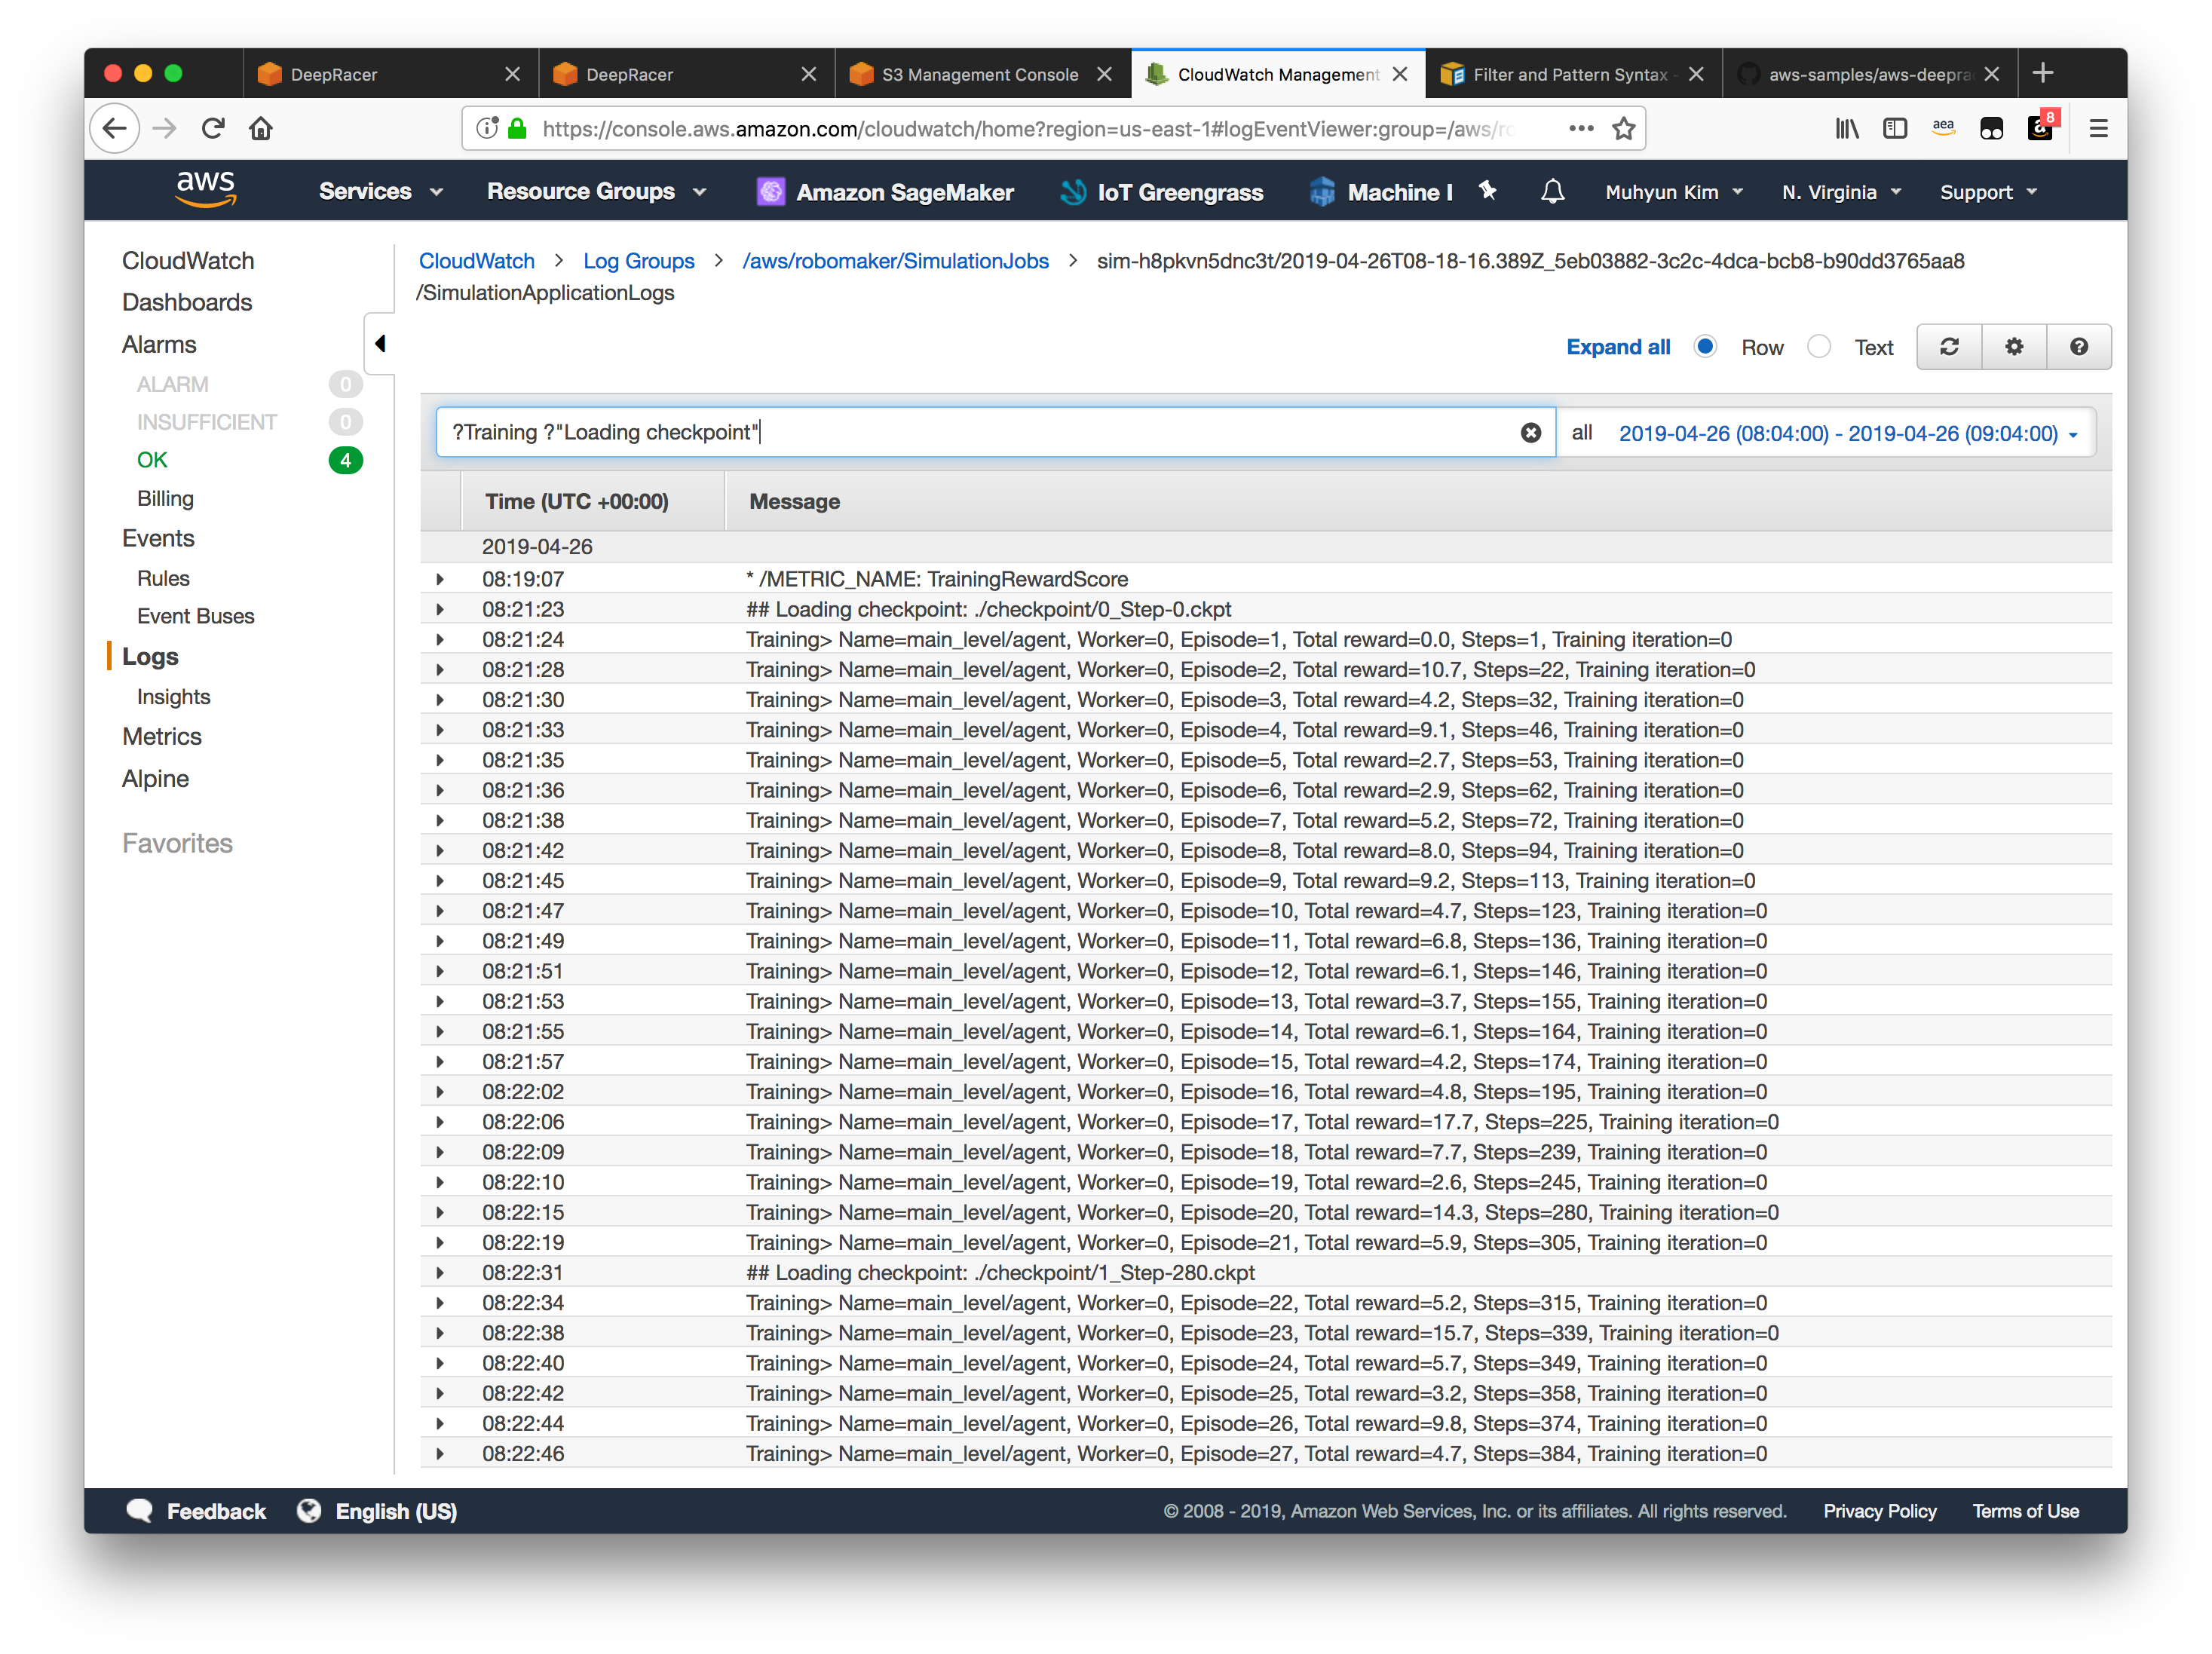 DeepRacer
DeepRacer
S3 Management Console
CloudWatch Management
Filter and Pattern Syntax -
aws-samples/aws-deepra
https://console.aws.amazon.com/cloudwatch/home?region=us-east-1#logEventViewer:group=/aws/ro
aea
a 8
aws Services Resource Groups Amazon SageMaker IoT Greengrass Machine l Muhyun Kim N. Virginia Support
CloudWatch
Dashboards
Alarms
ALARM 0
INSUFFICIENT 0
OK 4
Billing
Events
Rules
Event Buses
Logs
Insights
Metrics
Alpine
Favorites
CloudWatch > Log Groups > /aws/robomaker/SimulationJobs > sim-h8pkvn5dnc3t/2019-04-26T08-18-16.389Z_5eb03882-3c2c-4dca-bcb8-b90dd3765aa8
/SimulationApplicationLogs
Expand all Row Text
?Training ?"Loading checkpoint" all 2019-04-26 (08:04:00) - 2019-04-26 (09:04:00)
Time (UTC +00:00) Message
2019-04-26
08:19:07 * /METRIC_NAME: TrainingRewardScore
08:21:23 ## Loading checkpoint: ./checkpoint/0_Step-0.ckpt
08:21:24 Training> Name=main_level/agent, Worker=0, Episode=1, Total reward=0.0, Steps=1, Training iteration=0
08:21:28 Training> Name=main_level/agent, Worker=0, Episode=2, Total reward=10.7, Steps=22, Training iteration=0
08:21:30 Training> Name=main_level/agent, Worker=0, Episode=3, Total reward=4.2, Steps=32, Training iteration=0
08:21:33 Training> Name=main_level/agent, Worker=0, Episode=4, Total reward=9.1, Steps=46, Training iteration=0
08:21:35 Training> Name=main_level/agent, Worker=0, Episode=5, Total reward=2.7, Steps=53, Training iteration=0
08:21:36 Training> Name=main_level/agent, Worker=0, Episode=6, Total reward=2.9, Steps=62, Training iteration=0
08:21:38 Training> Name=main_level/agent, Worker=0, Episode=7, Total reward=5.2, Steps=72, Training iteration=0
08:21:42 Training> Name=main_level/agent, Worker=0, Episode=8, Total reward=8.0, Steps=94, Training iteration=0
08:21:45 Training> Name=main_level/agent, Worker=0, Episode=9, Total reward=9.2, Steps=113, Training iteration=0
08:21:47 Training> Name=main_level/agent, Worker=0, Episode=10, Total reward=4.7, Steps=123, Training iteration=0
08:21:49 Training> Name=main_level/agent, Worker=0, Episode=11, Total reward=6.8, Steps=136, Training iteration=0
08:21:51 Training> Name=main_level/agent, Worker=0, Episode=12, Total reward=6.1, Steps=146, Training iteration=0
08:21:53 Training> Name=main_level/agent, Worker=0, Episode=13, Total reward=3.7, Steps=155, Training iteration=0
08:21:55 Training> Name=main_level/agent, Worker=0, Episode=14, Total reward=6.1, Steps=164, Training iteration=0
08:21:57 Training> Name=main_level/agent, Worker=0, Episode=15, Total reward=4.2, Steps=174, Training iteration=0
08:22:02 Training> Name=main_level/agent, Worker=0, Episode=16, Total reward=4.8, Steps=195, Training iteration=0
08:22:06 Training> Name=main_level/agent, Worker=0, Episode=17, Total reward=17.7, Steps=225, Training iteration=0
08:22:09 Training> Name=main_level/agent, Worker=0, Episode=18, Total reward=7.7, Steps=239, Training iteration=0
08:22:10 Training> Name=main_level/agent, Worker=0, Episode=19, Total reward=2.6, Steps=245, Training iteration=0
08:22:15 Training> Name=main_level/agent, Worker=0, Episode=20, Total reward=14.3, Steps=280, Training iteration=0
08:22:19 Training> Name=main_level/agent, Worker=0, Episode=21, Total reward=5.9, Steps=305, Training iteration=0
08:22:31 ## Loading checkpoint: ./checkpoint/1_Step-280.ckpt
08:22:34 Training> Name=main_level/agent, Worker=0, Episode=22, Total reward=5.2, Steps=315, Training iteration=0
08:22:38 Training> Name=main_level/agent, Worker=0, Episode=23, Total reward=15.7, Steps=339, Training iteration=0
08:22:40 Training> Name=main_level/agent, Worker=0, Episode=24, Total reward=5.7, Steps=349, Training iteration=0
08:22:42 Training> Name=main_level/agent, Worker=0, Episode=25, Total reward=3.2, Steps=358, Training iteration=0
08:22:44 Training> Name=main_level/agent, Worker=0, Episode=26, Total reward=9.8, Steps=374, Training iteration=0
08:22:46 Training> Name=main_level/agent, Worker=0, Episode=27, Total reward=4.7, Steps=384, Training iteration=0
Feedback English (US) © 2008 - 2019, Amazon Web Services, Inc. or its affiliates. All rights reserved. Privacy Policy Terms of Use